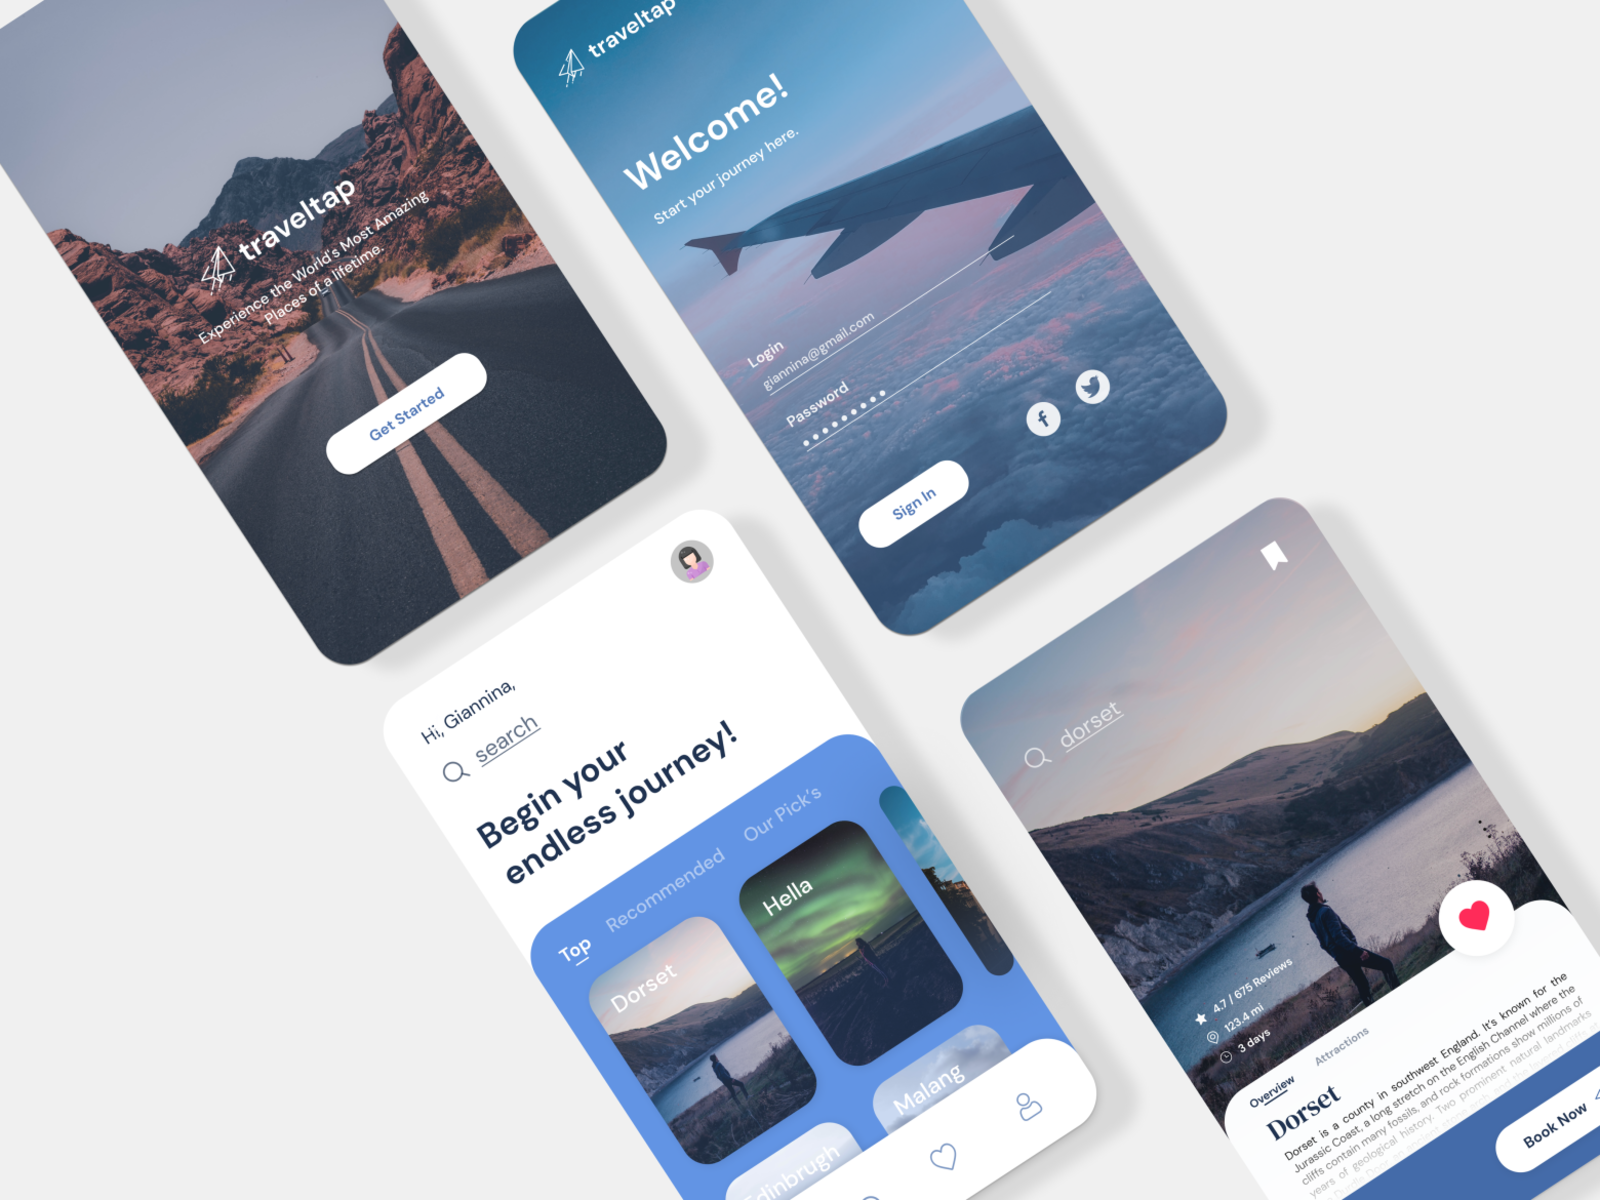 traveltap
Experience the World's Most Amazing
Places of a lifetime.
Get Started
traveltap
Welcome!
Start your journey here.
Login
giannina@gmail.com
Password
Sign In
Hi, Giannina,
search
Begin your
endless journey!
Top
Recommended
Our Pick's
Dorset
Hella
Edinbrugh
Malang
dorset
4.7 / 675 Reviews
123.4 mi
3 days
Overview
Attractions
Dorset
Dorset is a county in southwest England. It's known for the
Jurassic Coast, a long stretch on the English Channel where the
cliffs contain many fossils, and rock formations show millions of
years of geological history. Two prominent natural landmarks
Book Now